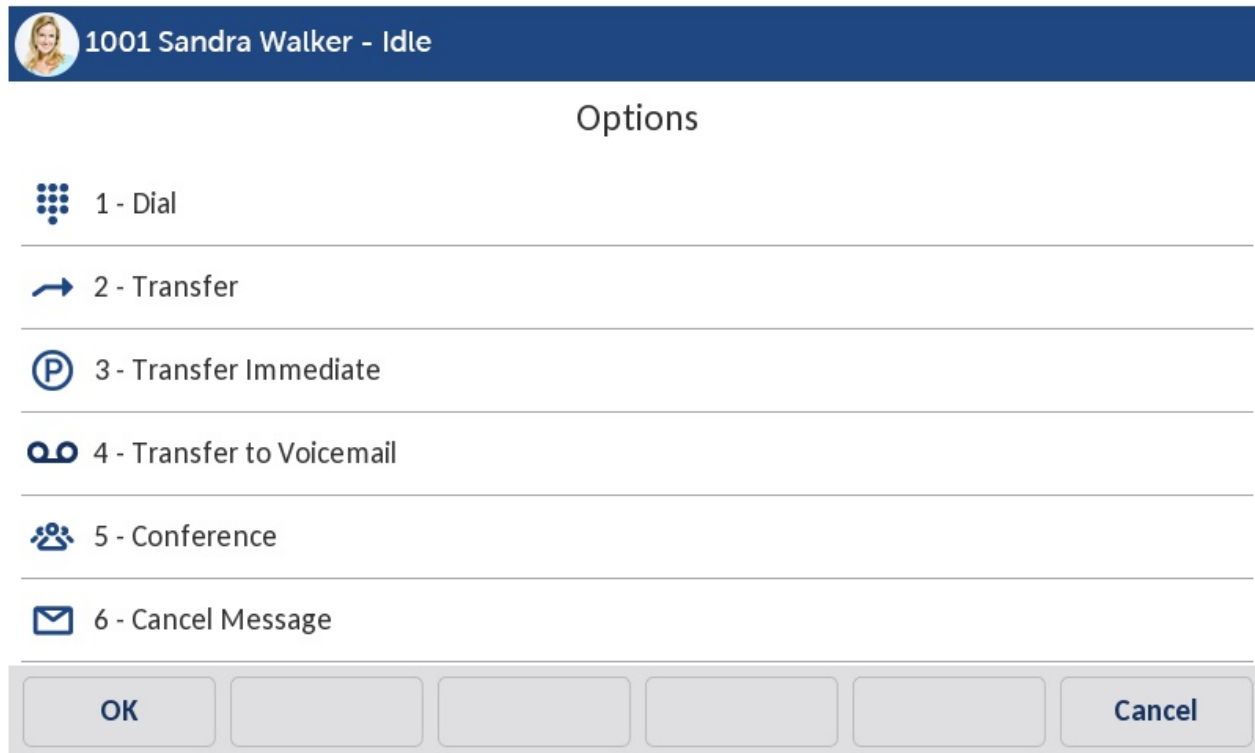 1001 Sandra Walker - Idle
Options
1 - Dial
2 - Transfer
P 3 - Transfer Immediate
4 - Transfer to Voicemail
5 - Conference
6 - Cancel Message
OK Cancel